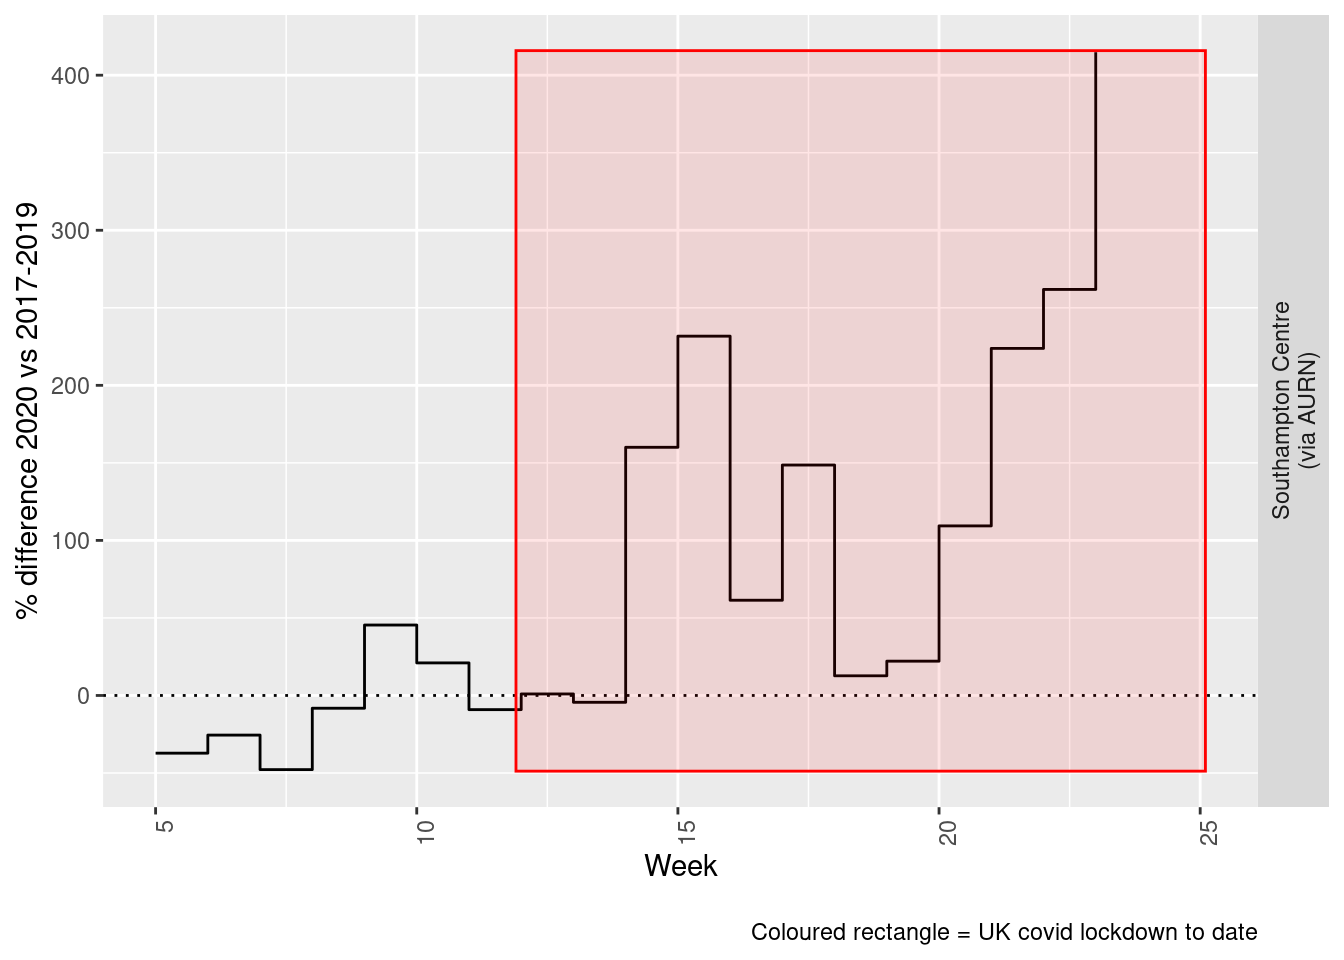 % difference 2020 vs 2017-2019
400
300
200
100
0
5
10
15
20
25
Week
Southampton Centre
(via AURN)
Coloured rectangle = UK covid lockdown to date